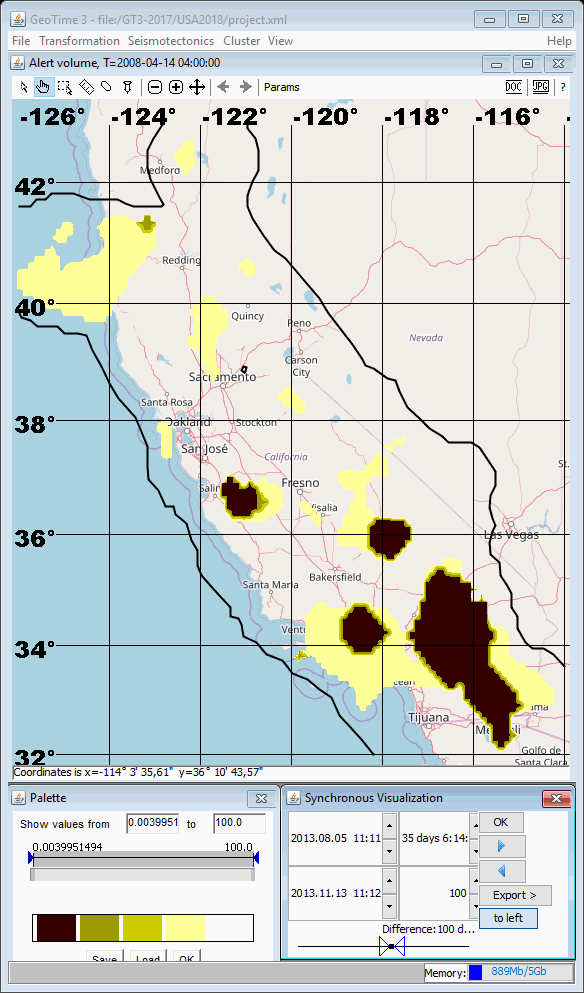 GeoTime 3 - file:/GT3-2017/USA2018/project.xml
File Transformation Seismotectonics Cluster View Help
Alert volume, T=2008-04-14 04:00:00
Params DOC JPG ?
-126° -124° -122° -120° -118° -116°
Medford
42°
Redding
40°
Quincy
Reno
Nevada
Carson
City
Sacramento
Santa Rosa
38°
Oakland
Stockton
San José
California
St.
Fresno
Salin
Visalia
36°
Las Vegas
Bakersfield
Santa Maria
Ventu
34°
Tijuana
ma
Golfo de
Santa Clara
32°
Coordinates is x=-114° 3' 35,61" y=36° 10' 43,57"
Palette
Show values from 0.0039951 to 100.0
0.0039951494 100.0
Save Load OK
Synchronous Visualization
2013.08.05 11:11 35 days 6:14: OK
2013.11.13 11:12 100
Export >
to left
Difference:100 d...
Memory: 889Mb/5Gb